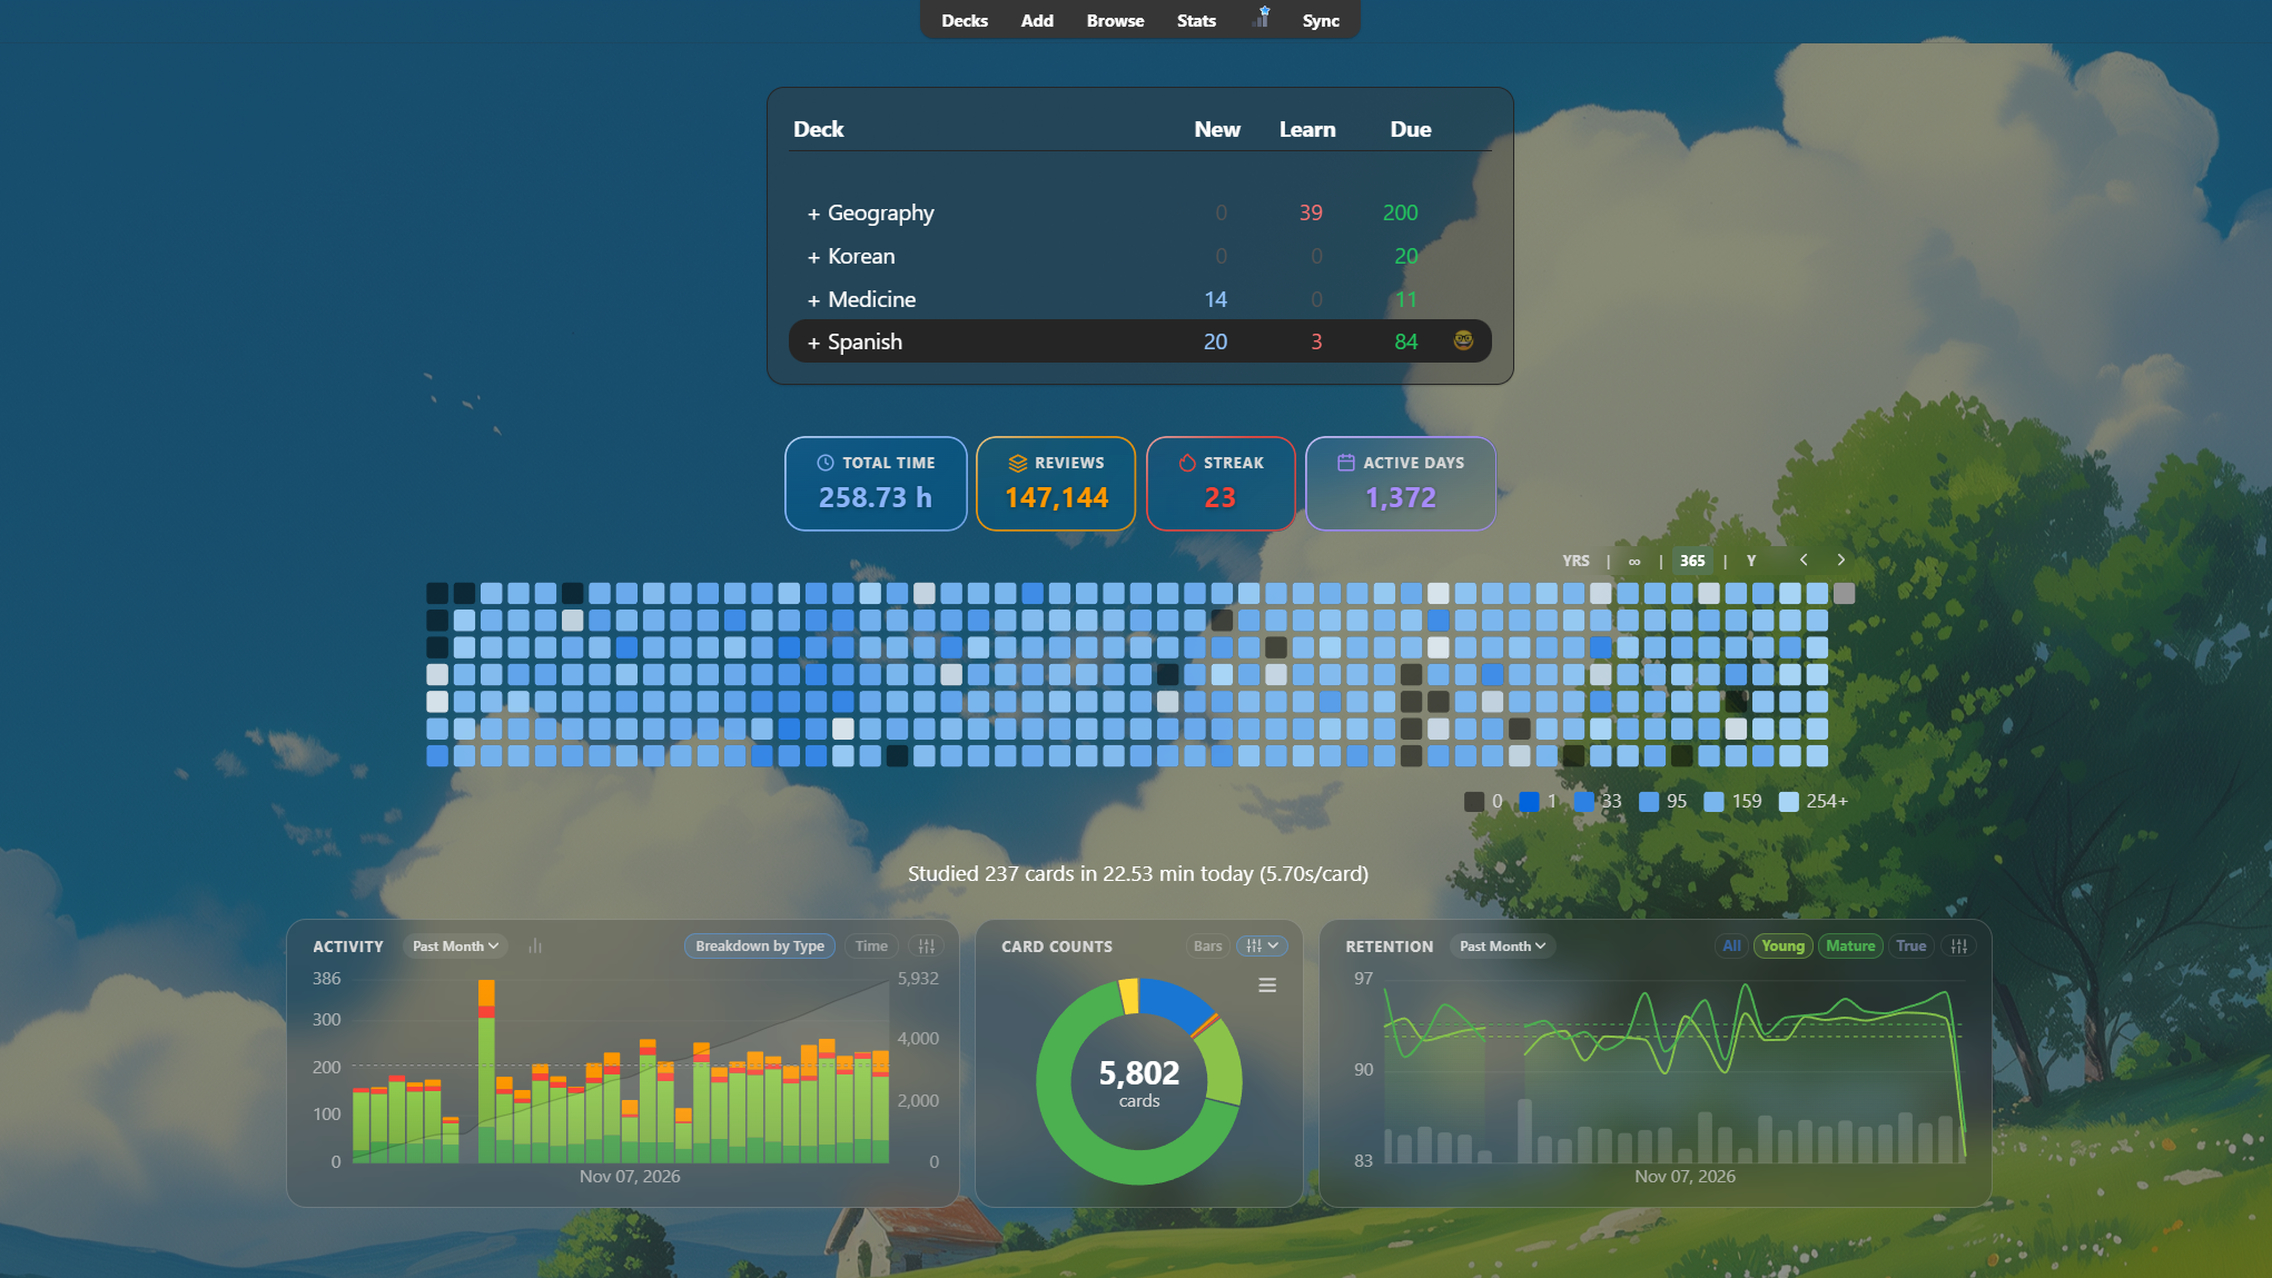 Decks Add Browse Stats Sync
Deck New Learn Due
+ Geography 0 39 200
+ Korean 0 0 20
+ Medicine 14 0 11
+ Spanish 20 3 84
TOTAL TIME
258.73 h
REVIEWS
147,144
STREAK
23
ACTIVE DAYS
1,372
YRS | ∞ | 365 | Y < >
0 1 33 95 159 254+
Studied 237 cards in 22.53 min today (5.70s/card)
ACTIVITY Past Month Breakdown by Type Time
386 5,932
300
4,000
200
2,000
100
0 0
Nov 07, 2026
CARD COUNTS Bars
5,802
cards
RETENTION Past Month All Young Mature True
97
90
83
Nov 07, 2026